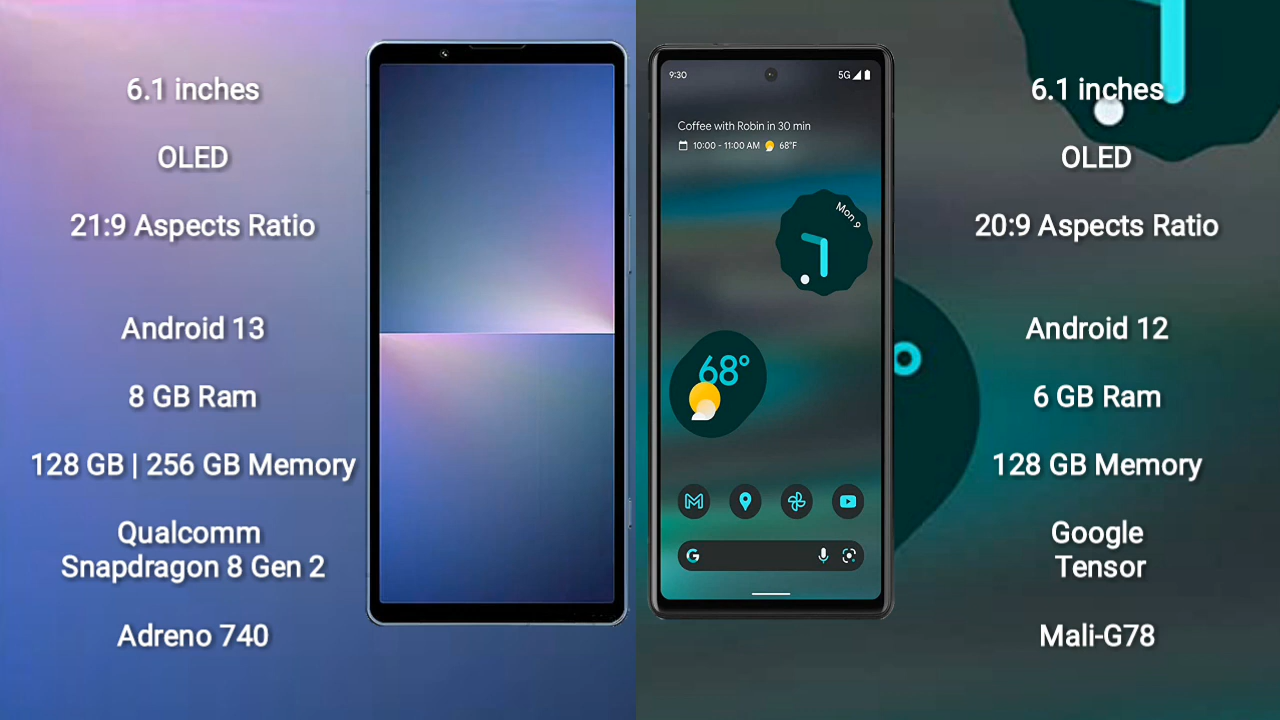 6.1 inches
OLED
21:9 Aspects Ratio
Android 13
8 GB Ram
128 GB | 256 GB Memory
Qualcomm
Snapdragon 8 Gen 2
Adreno 740
9:30
5G
Coffee with Robin in 30 min
10:00 - 11:00 AM 68°F
Mon 9
68°
G
6.1 inches
OLED
20:9 Aspects Ratio
Android 12
6 GB Ram
128 GB Memory
Google
Tensor
Mali-G78